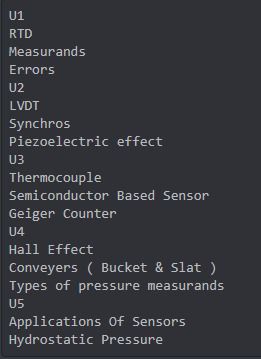 U1
RTD
Measurands
Errors
U2
LVDT
Synchros
Piezoelectric effect
U3
Thermocouple
Semiconductor Based Sensor
Geiger Counter
U4
Hall Effect
Conveyers ( Bucket & Slat )
Types of pressure measurands
U5
Applications Of Sensors
Hydrostatic Pressure